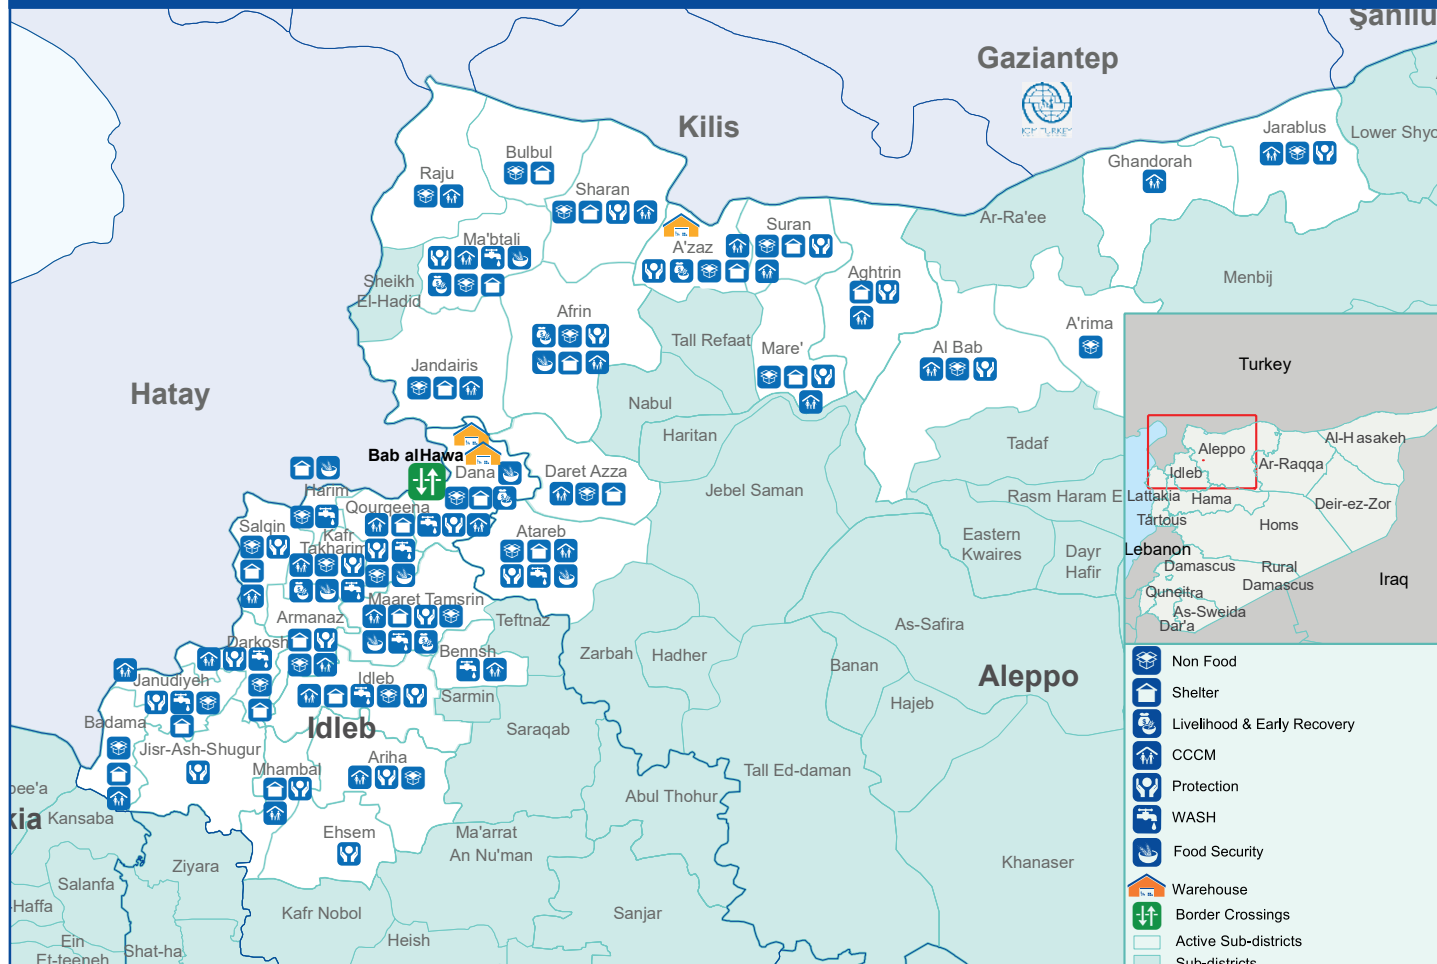 Şanlıu
Gaziantep
IOM TURKEY
Kilis
Jarablus
Lower Shyo
Ghandorah
Bulbul
Raju
Sharan
Ar-Ra'ee
Suran
Ma'btali
A'zaz
Aghtrin
Menbij
Sheikh
El-Hadid
Afrin
A'rima
Tall Refaat
Mare'
Al Bab
Jandairis
Hatay
Nabul
Haritan
Tadaf
Bab alHawa
Dana
Daret Azza
Jebel Saman
Rasm Haram E
Harim
Qourqeena
Salqin
Kafr
Takharim
Atareb
Eastern
Kwaires
Dayr
Hafir
Maaret Tamsrin
Armanaz
Teftnaz
As-Safira
Darkosh
Bennsh
Zarbah
Hadher
Banan
Aleppo
Janudiyeh
Idleb
Sarmin
Hajeb
Badama
Idleb
Saraqab
Jisr-Ash-Shugur
Mhambal
Ariha
Tall Ed-daman
bee'a
Abul Thohur
kia
Kansaba
Ehsem
Ma'arrat
An Nu'man
Khanaser
Ziyara
Salanfa
-Haffa
Kafr Nobol
Sanjar
Heish
Ein
Et-teeneh
Shat-ha
Turkey
Al-Hasakeh
Aleppo
Ar-Raqqa
Idleb
Lattakia
Hama
Deir-ez-Zor
Tartous
Homs
Lebanon
Damascus
Rural
Damascus
Iraq
Quneitra
As-Sweida
Dar'a
Non Food
Shelter
Livelihood & Early Recovery
CCCM
Protection
WASH
Food Security
Warehouse
Border Crossings
Active Sub-districts
Sub-districts